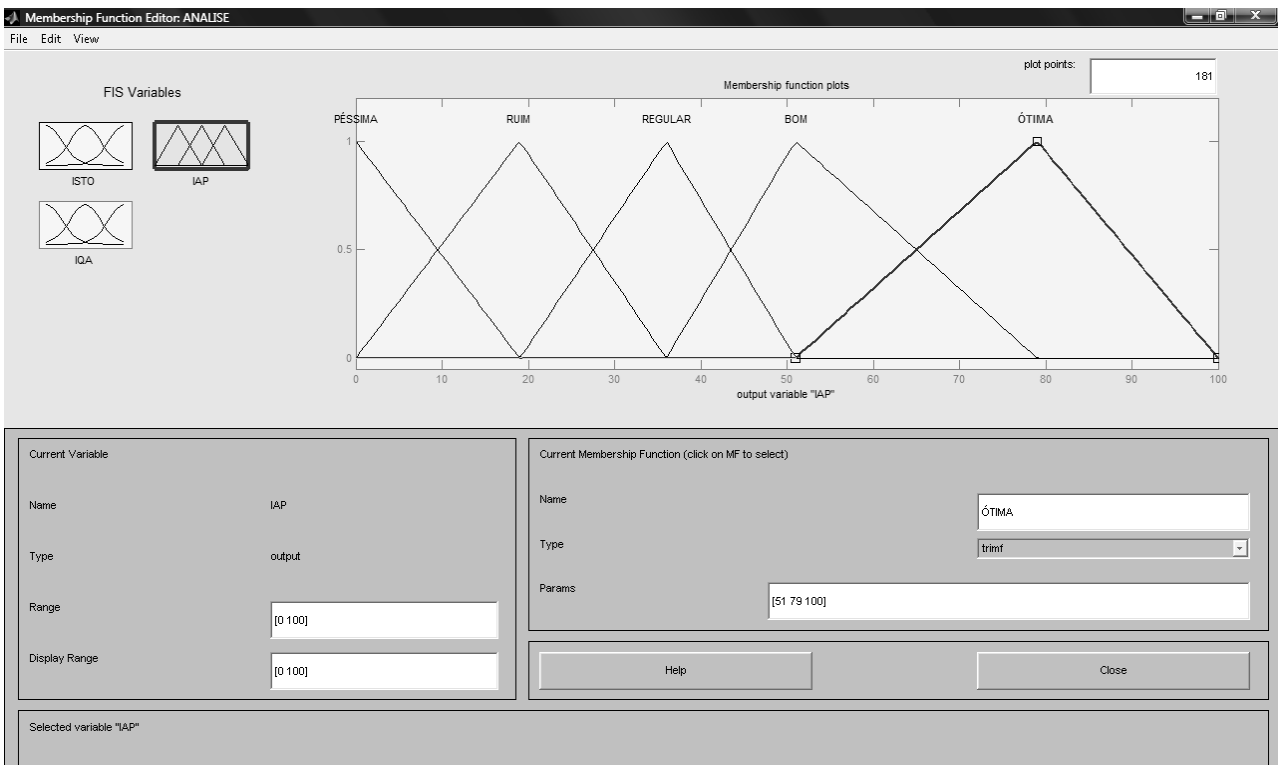 Membership Function Editor: ANALISE
File Edit View
FIS Variables
ISTO
IAP
IQA
plot points:
181
Membership function plots
PÉSSIMA RUIM REGULAR BOM ÓTIMA
1
0.5
0
0 10 20 30 40 50 60 70 80 90 100
output variable "IAP"
Current Variable
Name IAP
Type output
Range [0 100]
Display Range [0 100]
Current Membership Function (click on MF to select)
Name ÓTIMA
Type trimf
Params [51 79 100]
Help
Close
Selected variable "IAP"